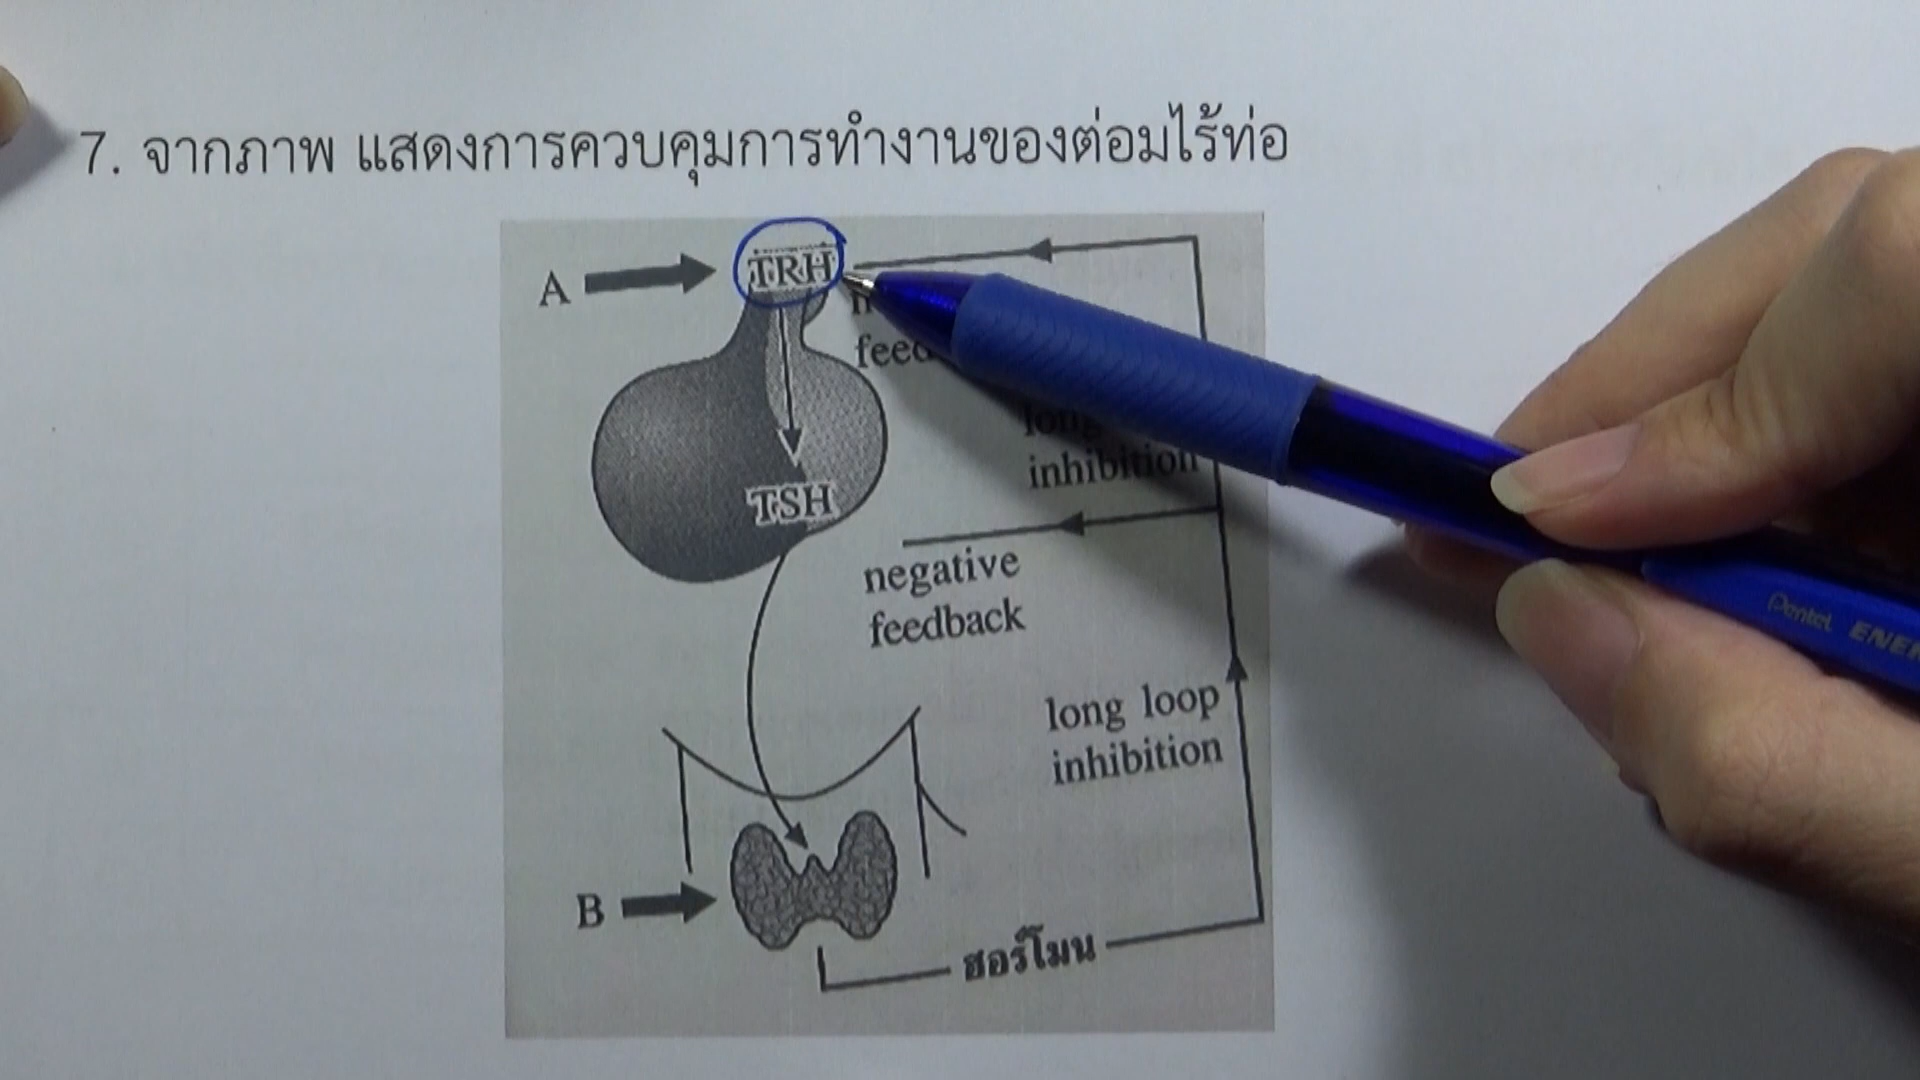 7. จากภาพ แสดงการควบคุมการทำงานของต่อมไร้ท่อ
A
TRH
long
inhibition
TSH
negative
feedback
long loop
inhibition
B
ฮอร์โมน
Pentel